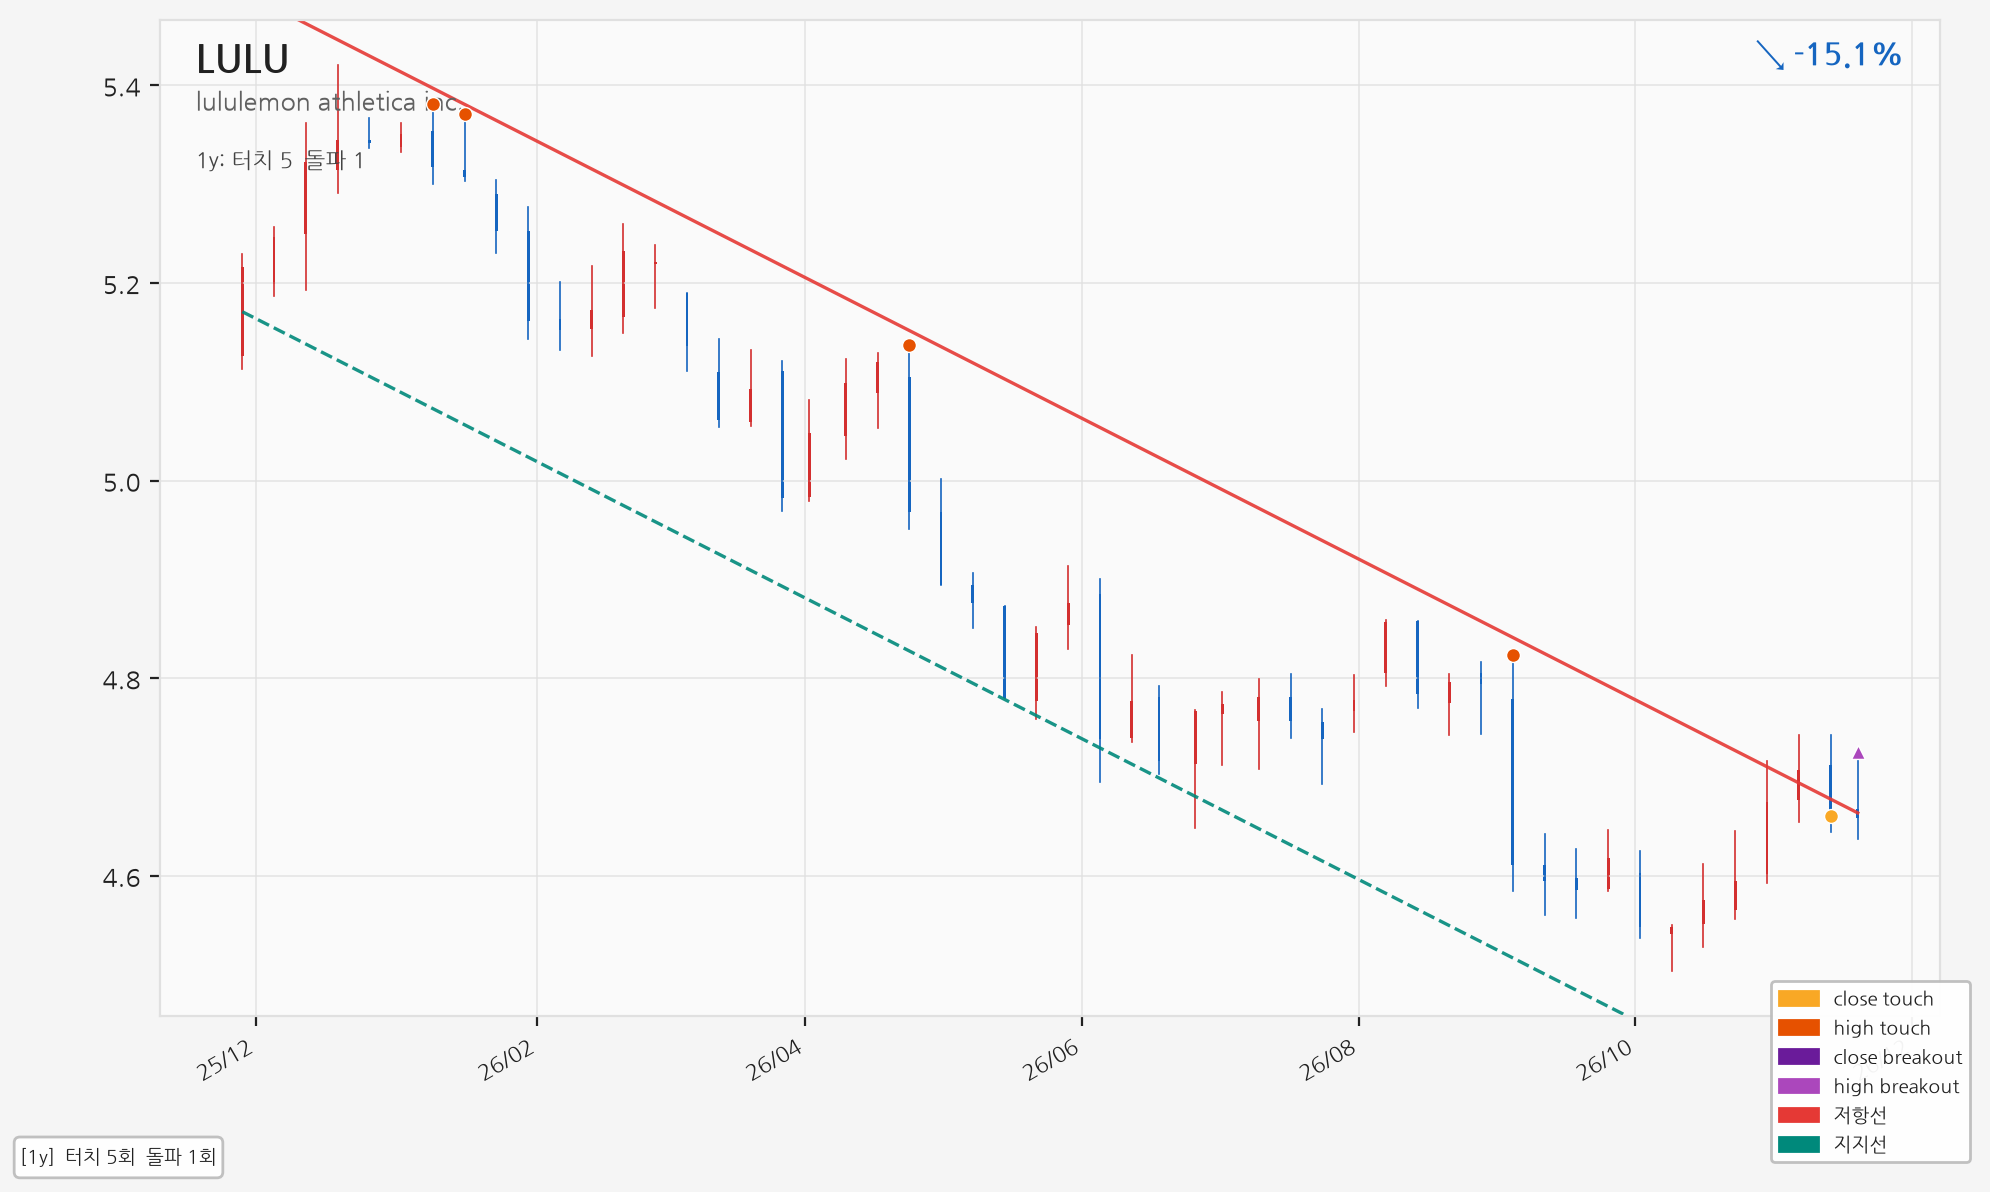 LULU
lululemon athletica inc.
1y: 터치 5  돌파 1
-15.1%
5.4
5.2
5.0
4.8
4.6
25/12
26/02
26/04
26/06
26/08
26/10
close touch
high touch
close breakout
high breakout
저항선
지지선
[1y]  터치 5회  돌파 1회